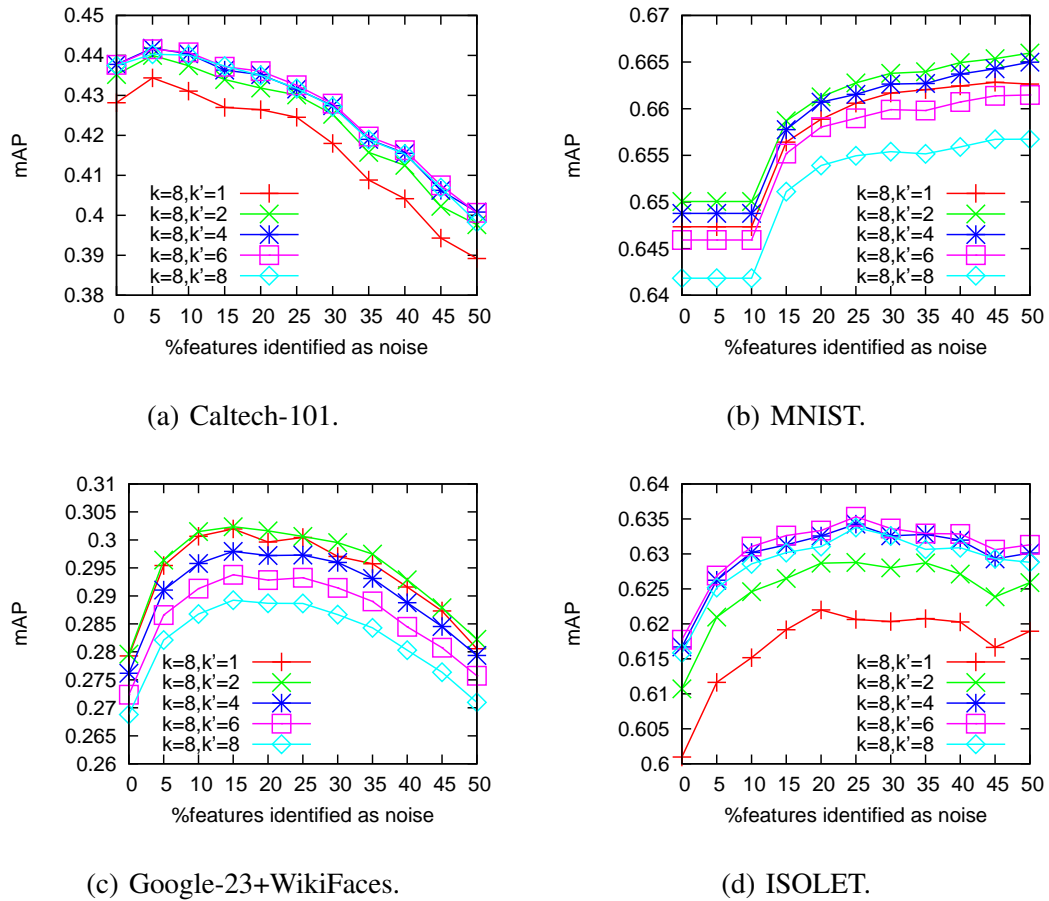 0.45
0.44
0.43
0.42
0.41
0.4
0.39
0.38
mAP
k=8,k'=1
k=8,k'=2
k=8,k'=4
k=8,k'=6
k=8,k'=8
0 5 10 15 20 25 30 35 40 45 50
%features identified as noise
(a) Caltech-101.
0.67
0.665
0.66
0.655
0.65
0.645
0.64
mAP
k=8,k'=1
k=8,k'=2
k=8,k'=4
k=8,k'=6
k=8,k'=8
0 5 10 15 20 25 30 35 40 45 50
%features identified as noise
(b) MNIST.
0.31
0.305
0.3
0.295
0.29
0.285
0.28
0.275
0.27
0.265
0.26
mAP
k=8,k'=1
k=8,k'=2
k=8,k'=4
k=8,k'=6
k=8,k'=8
0 5 10 15 20 25 30 35 40 45 50
%features identified as noise
(c) Google-23+WikiFaces.
0.64
0.635
0.63
0.625
0.62
0.615
0.61
0.605
0.6
mAP
k=8,k'=1
k=8,k'=2
k=8,k'=4
k=8,k'=6
k=8,k'=8
0 5 10 15 20 25 30 35 40 45 50
%features identified as noise
(d) ISOLET.